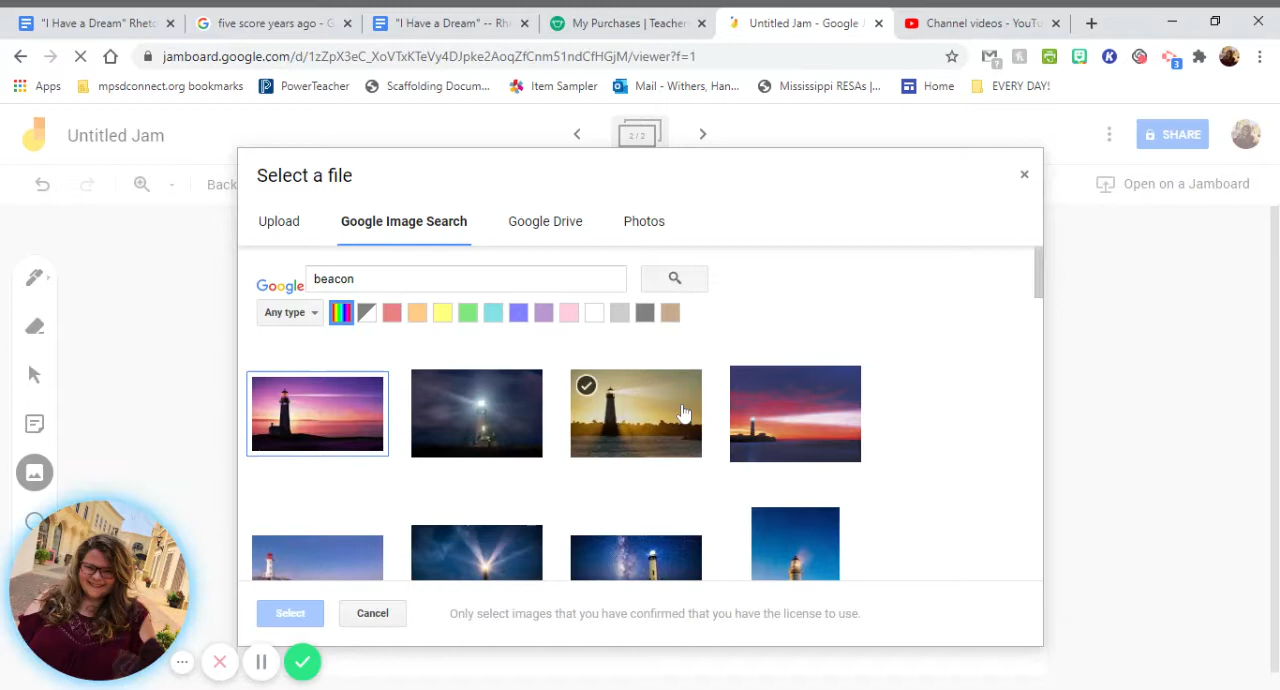 "I Have a Dream" Rheto
five score years ago - G
"I Have a Dream" -- Rh
My Purchases | Teacher
Untitled Jam - Google
Channel videos - YouTu
jamboard.google.com/d/1zZpX3eC_XoVTxKTeVy4DJpke2AoqZfCnm51ndCfHGjM/viewer?f=1
Apps
mpsdconnect.org bookmarks
PowerTeacher
Scaffolding Docum...
Item Sampler
Mail - Withers, Han...
Mississippi RESAs |...
Home
EVERY DAY!
Untitled Jam
2 / 2
SHARE
Back
Open on a Jamboard
Select a file
Upload
Google Image Search
Google Drive
Photos
Google
beacon
Any type
Select
Cancel
Only select images that you have confirmed that you have the license to use.